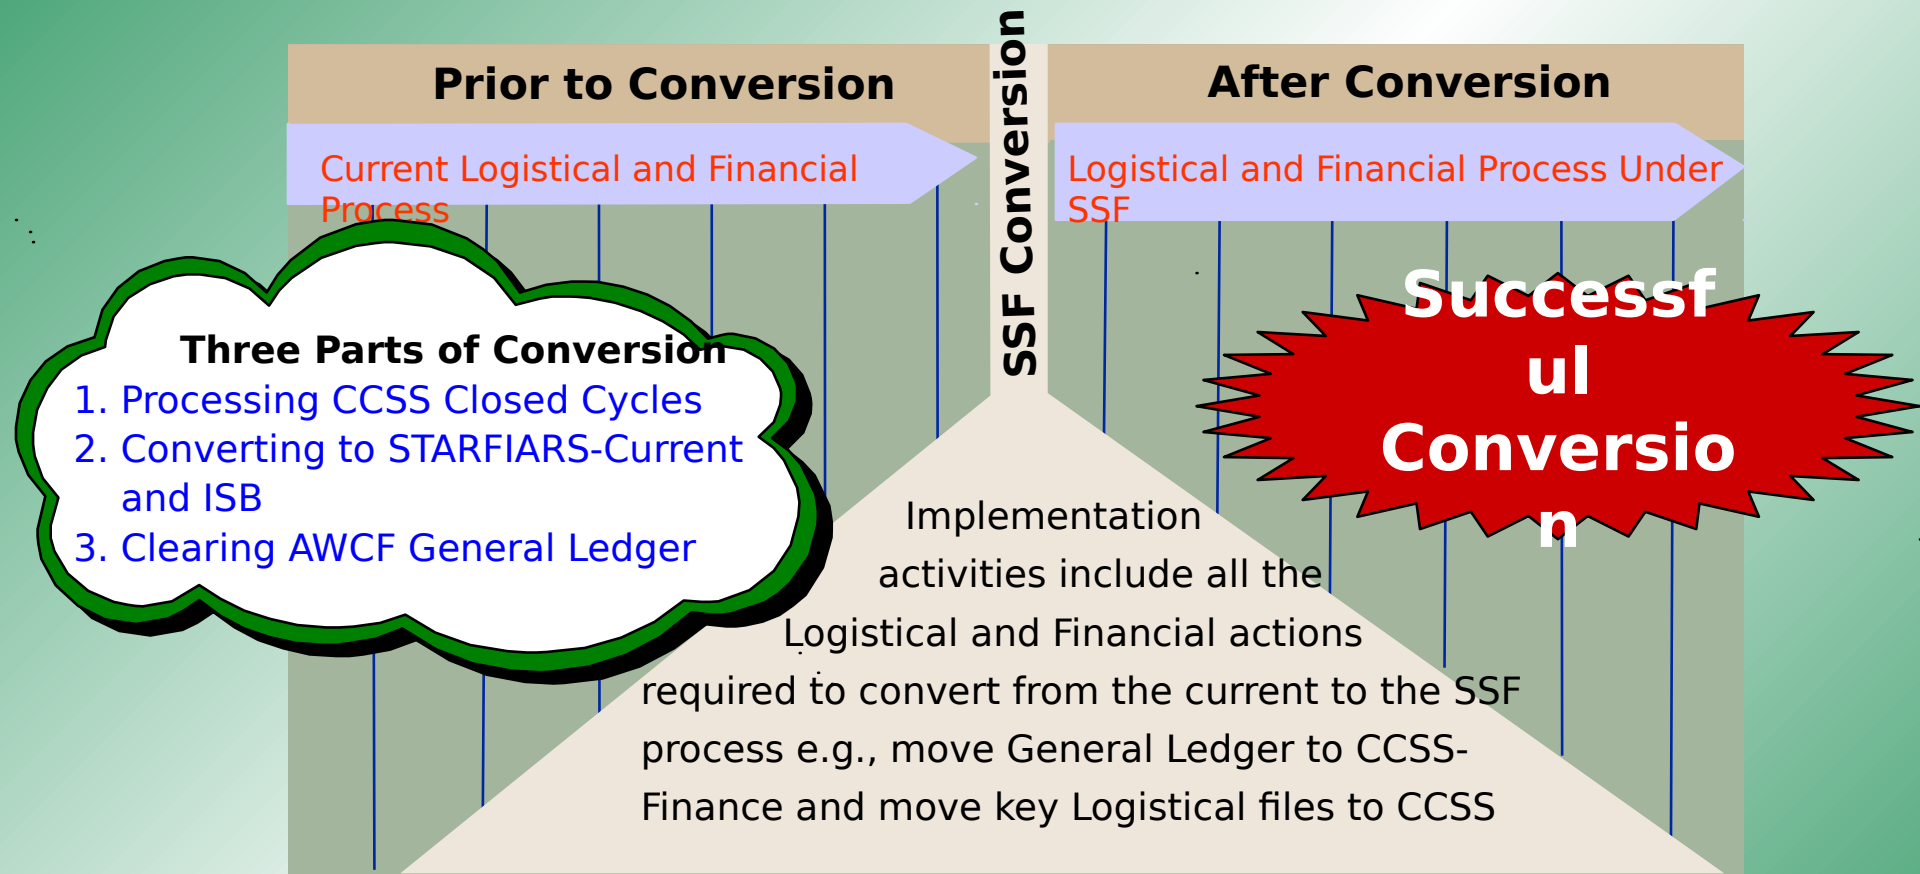 SSF Conversion
Prior to Conversion
After Conversion
Current Logistical and Financial
Process
Logistical and Financial Process Under
SSF
Three Parts of Conversion
1. Processing CCSS Closed Cycles
2. Converting to STARFIARS-Current
and ISB
3. Clearing AWCF General Ledger
Successf
ul
Conversio
n
Implementation
activities include all the
Logistical and Financial actions
required to convert from the current to the SSF
process e.g., move General Ledger to CCSS-
Finance and move key Logistical files to CCSS